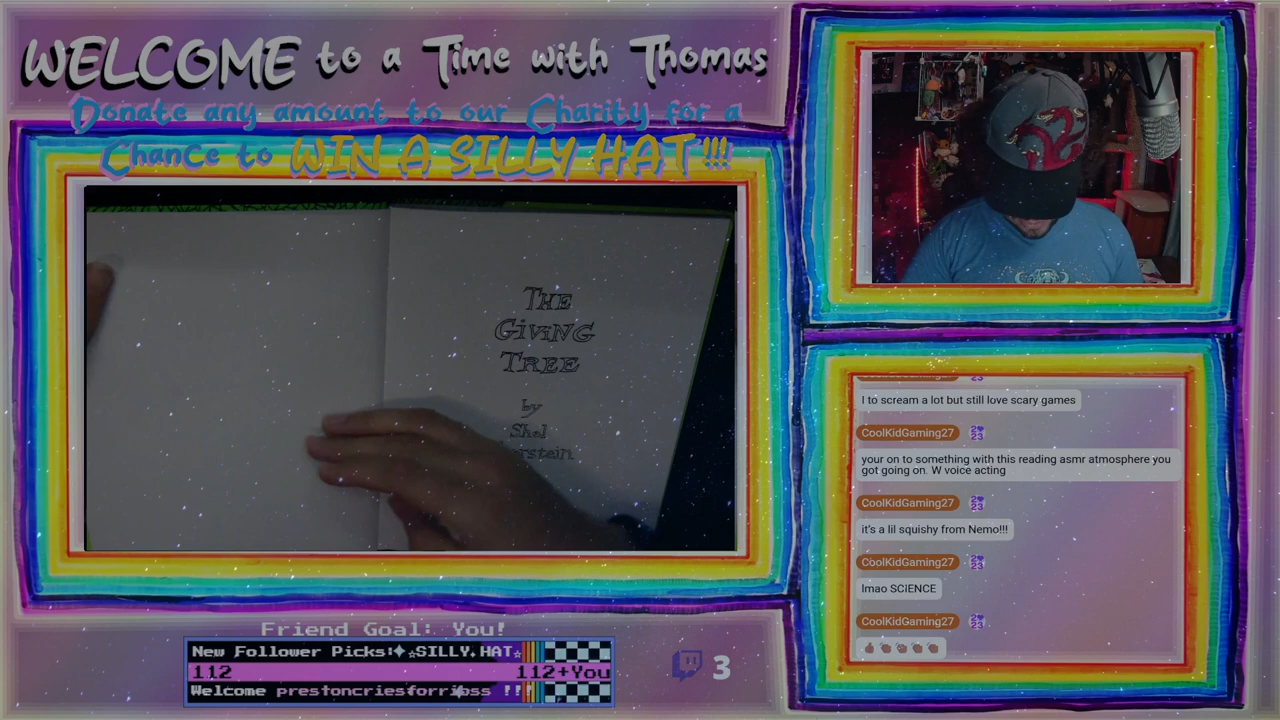 WELCOME to a Time with Thomas
Donate any amount to our Charity for a
Chance to WIN A SILLY HAT!!!
THE
GIVING
TREE
by
Shel
I to scream a lot but still love scary games
CoolKidGaming27
your on to something with this reading asmr atmosphere you
got going on. W voice acting
CoolKidGaming27
it's a lil squishy from Nemo!!!
CoolKidGaming27
lmao SCIENCE
CoolKidGaming27
Friend Goal: You!
New Follower Picks: SILLY HAT
112 112+You
Welcome prestoncriesforripss !!!
3